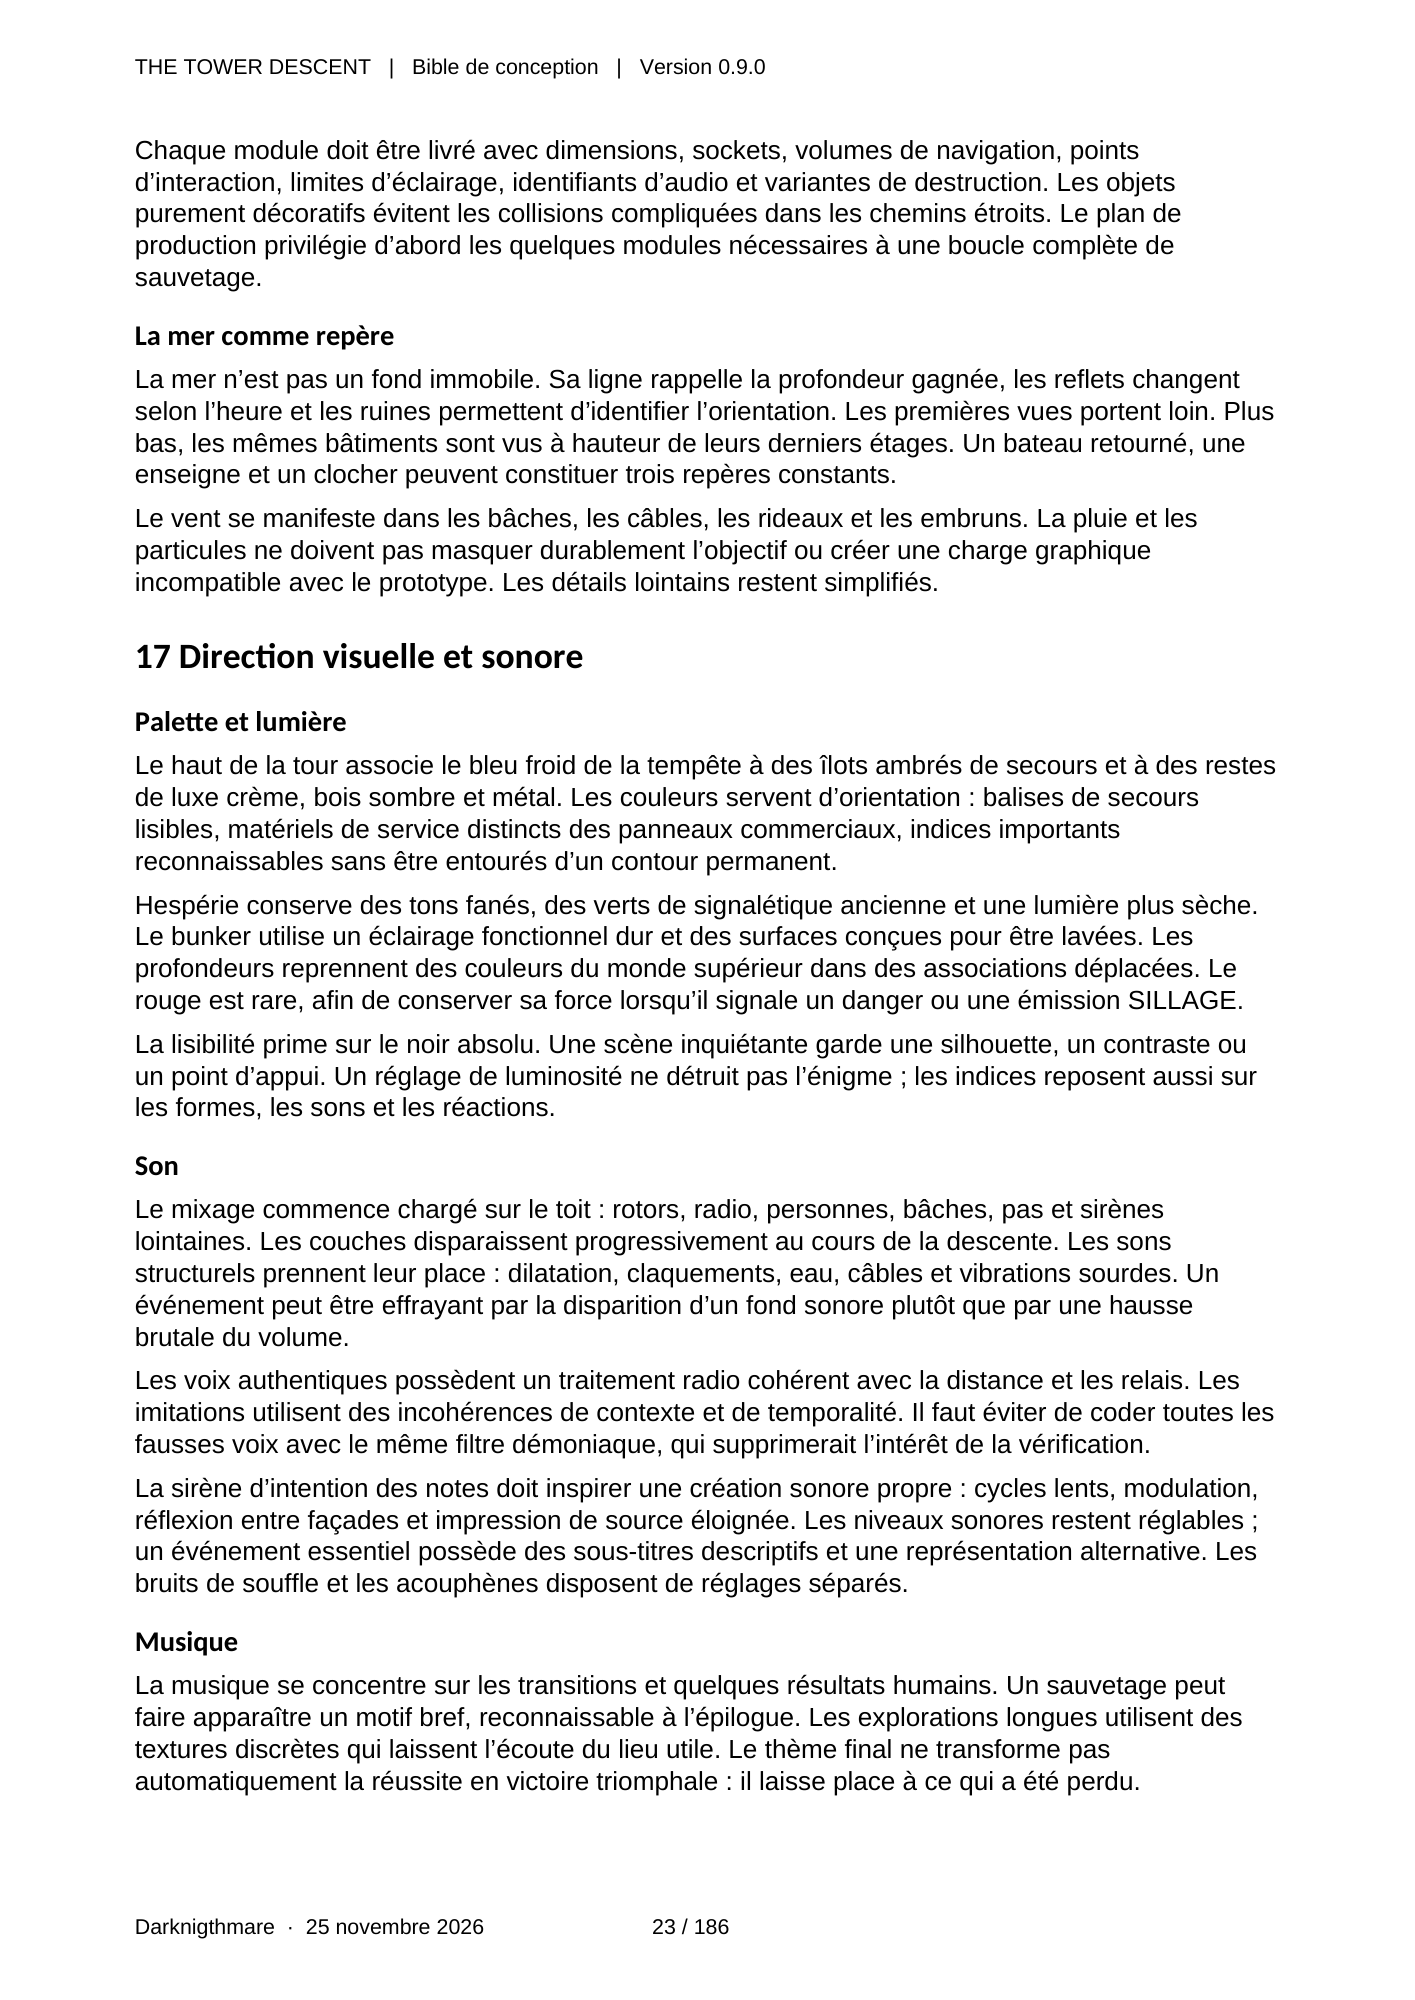 THE TOWER DESCENT | Bible de conception | Version 0.9.0
Chaque module doit être livré avec dimensions, sockets, volumes de navigation, points
d’interaction, limites d’éclairage, identifiants d’audio et variantes de destruction. Les objets
purement décoratifs évitent les collisions compliquées dans les chemins étroits. Le plan de
production privilégie d’abord les quelques modules nécessaires à une boucle complète de
sauvetage.
La mer comme repère
La mer n’est pas un fond immobile. Sa ligne rappelle la profondeur gagnée, les reflets changent
selon l’heure et les ruines permettent d’identifier l’orientation. Les premières vues portent loin. Plus
bas, les mêmes bâtiments sont vus à hauteur de leurs derniers étages. Un bateau retourné, une
enseigne et un clocher peuvent constituer trois repères constants.
Le vent se manifeste dans les bâches, les câbles, les rideaux et les embruns. La pluie et les
particules ne doivent pas masquer durablement l’objectif ou créer une charge graphique
incompatible avec le prototype. Les détails lointains restent simplifiés.
17 Direction visuelle et sonore
Palette et lumière
Le haut de la tour associe le bleu froid de la tempête à des îlots ambrés de secours et à des restes
de luxe crème, bois sombre et métal. Les couleurs servent d’orientation : balises de secours
lisibles, matériels de service distincts des panneaux commerciaux, indices importants
reconnaissables sans être entourés d’un contour permanent.
Hespérie conserve des tons fanés, des verts de signalétique ancienne et une lumière plus sèche.
Le bunker utilise un éclairage fonctionnel dur et des surfaces conçues pour être lavées. Les
profondeurs reprennent des couleurs du monde supérieur dans des associations déplacées. Le
rouge est rare, afin de conserver sa force lorsqu’il signale un danger ou une émission SILLAGE.
La lisibilité prime sur le noir absolu. Une scène inquiétante garde une silhouette, un contraste ou
un point d’appui. Un réglage de luminosité ne détruit pas l’énigme ; les indices reposent aussi sur
les formes, les sons et les réactions.
Son
Le mixage commence chargé sur le toit : rotors, radio, personnes, bâches, pas et sirènes
lointaines. Les couches disparaissent progressivement au cours de la descente. Les sons
structurels prennent leur place : dilatation, claquements, eau, câbles et vibrations sourdes. Un
événement peut être effrayant par la disparition d’un fond sonore plutôt que par une hausse
brutale du volume.
Les voix authentiques possèdent un traitement radio cohérent avec la distance et les relais. Les
imitations utilisent des incohérences de contexte et de temporalité. Il faut éviter de coder toutes les
fausses voix avec le même filtre démoniaque, qui supprimerait l’intérêt de la vérification.
La sirène d’intention des notes doit inspirer une création sonore propre : cycles lents, modulation,
réflexion entre façades et impression de source éloignée. Les niveaux sonores restent réglables ;
un événement essentiel possède des sous-titres descriptifs et une représentation alternative. Les
bruits de souffle et les acouphènes disposent de réglages séparés.
Musique
La musique se concentre sur les transitions et quelques résultats humains. Un sauvetage peut
faire apparaître un motif bref, reconnaissable à l’épilogue. Les explorations longues utilisent des
textures discrètes qui laissent l’écoute du lieu utile. Le thème final ne transforme pas
automatiquement la réussite en victoire triomphale : il laisse place à ce qui a été perdu.
Darknigthmare · 25 novembre 2026 23 / 186